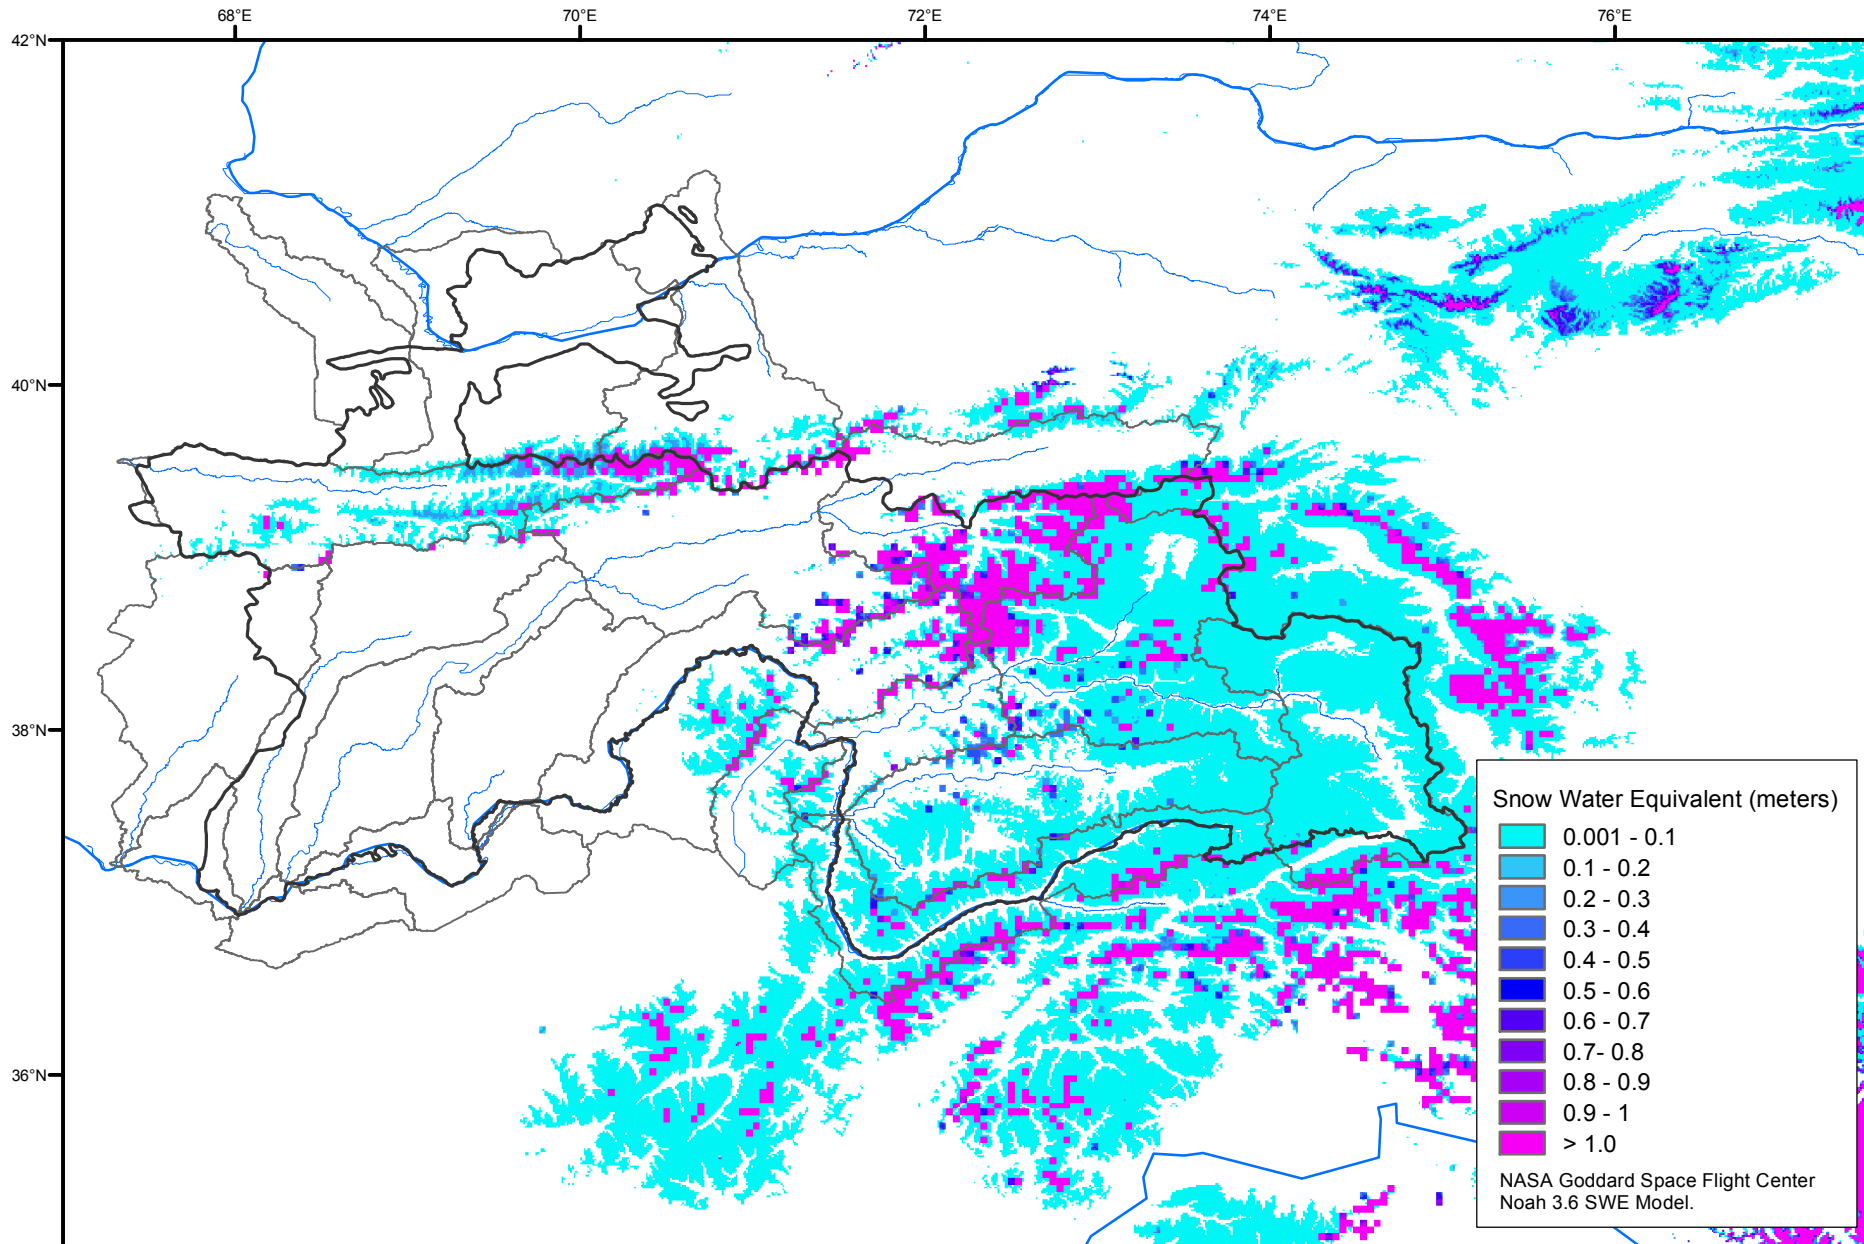 68°E 70°E 72°E 74°E 76°E
42°N
40°N
38°N
36°N
Snow Water Equivalent (meters)
0.001 - 0.1
0.1 - 0.2
0.2 - 0.3
0.3 - 0.4
0.4 - 0.5
0.5 - 0.6
0.6 - 0.7
0.7- 0.8
0.8 - 0.9
0.9 - 1
> 1.0
NASA Goddard Space Flight Center
Noah 3.6 SWE Model.